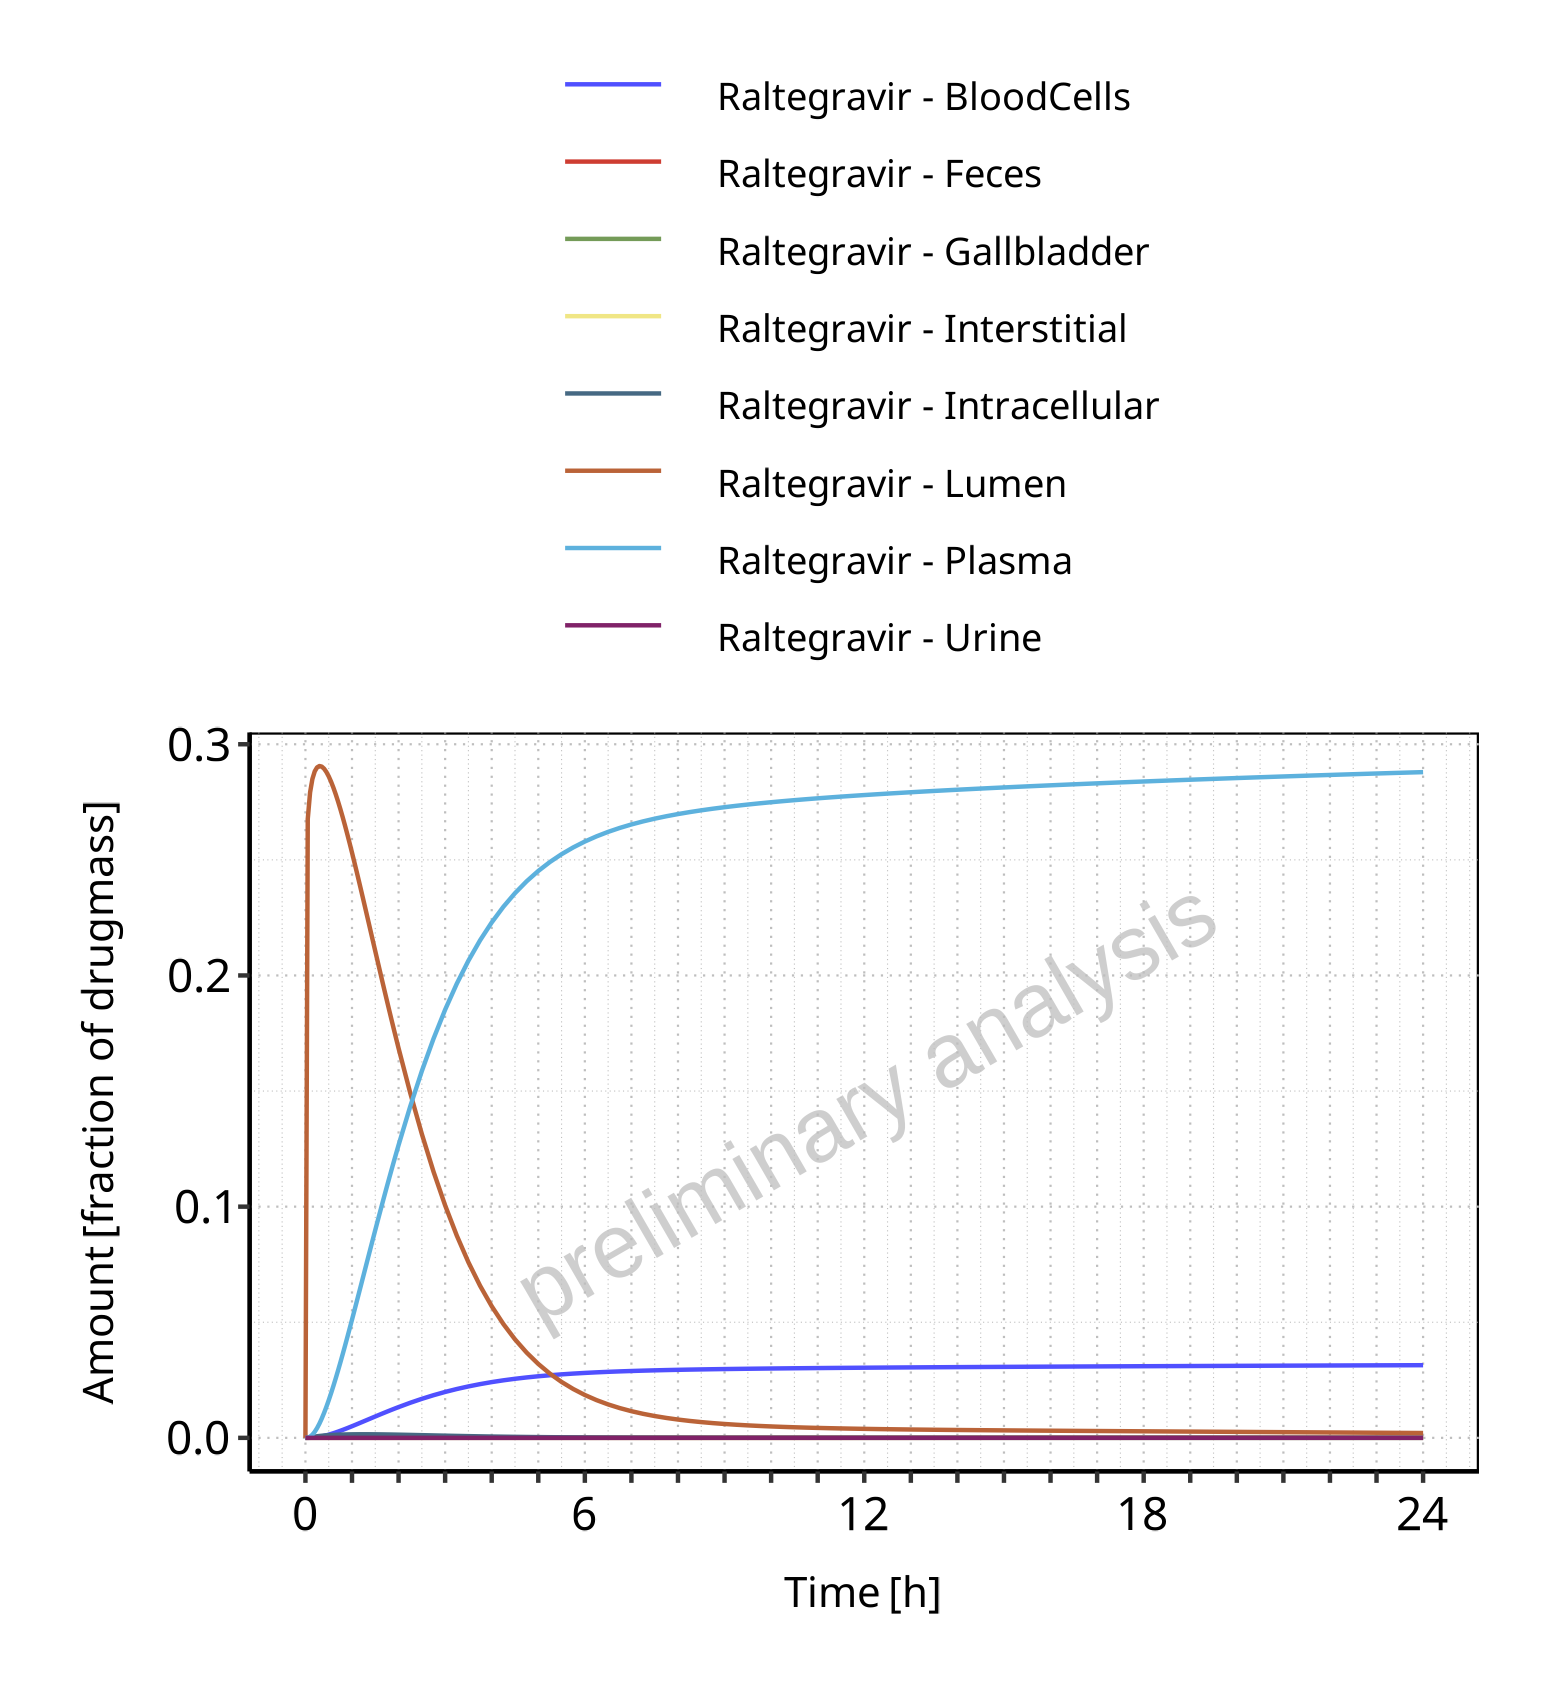 Raltegravir - BloodCells
Raltegravir - Feces
Raltegravir - Gallbladder
Raltegravir - Interstitial
Raltegravir - Intracellular
Raltegravir - Lumen
Raltegravir - Plasma
Raltegravir - Urine
Amount [fraction of drugmass]
0.3
0.2
0.1
0.0
preliminary analysis
0 6 12 18 24
Time [h]